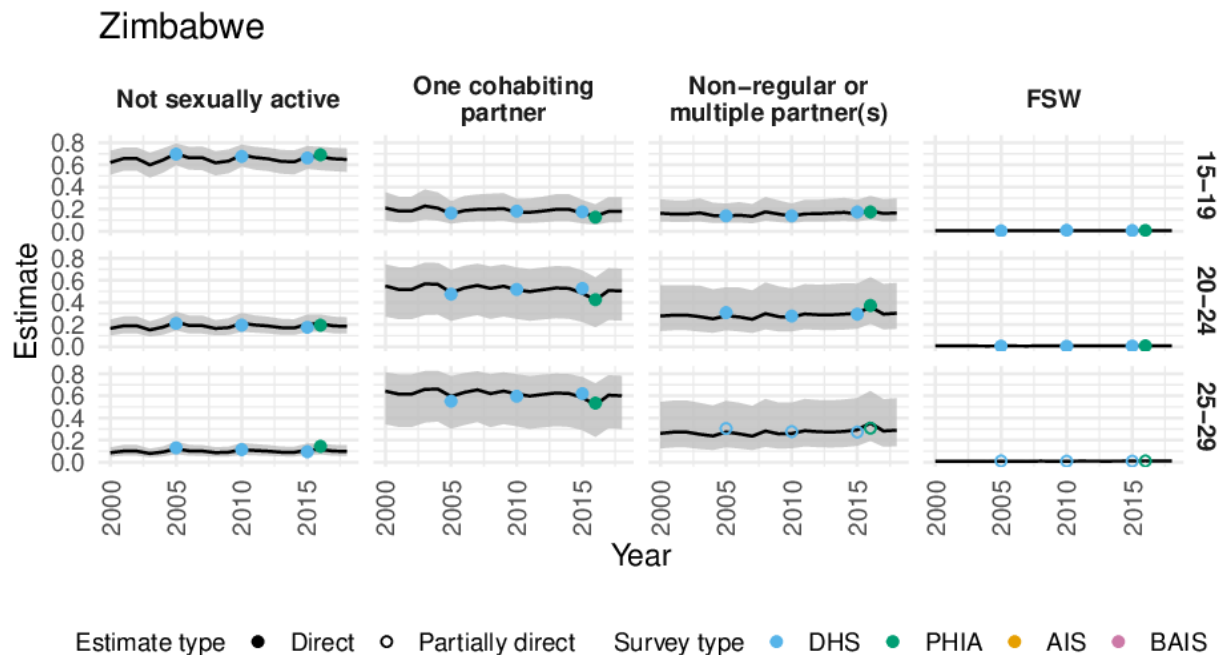 Zimbabwe
Not sexually active
One cohabiting
partner
Non−regular or
multiple partner(s)
FSW
0.8
0.6
0.4
0.2
0.0
15−19
0.8
0.6
0.4
0.2
0.0
20−24
0.8
0.6
0.4
0.2
0.0
25−29
Estimate
2000 2005 2010 2015 2000 2005 2010 2015 2000 2005 2010 2015 2000 2005 2010 2015
Year
Estimate type Direct Partially direct Survey type DHS PHIA AIS BAIS